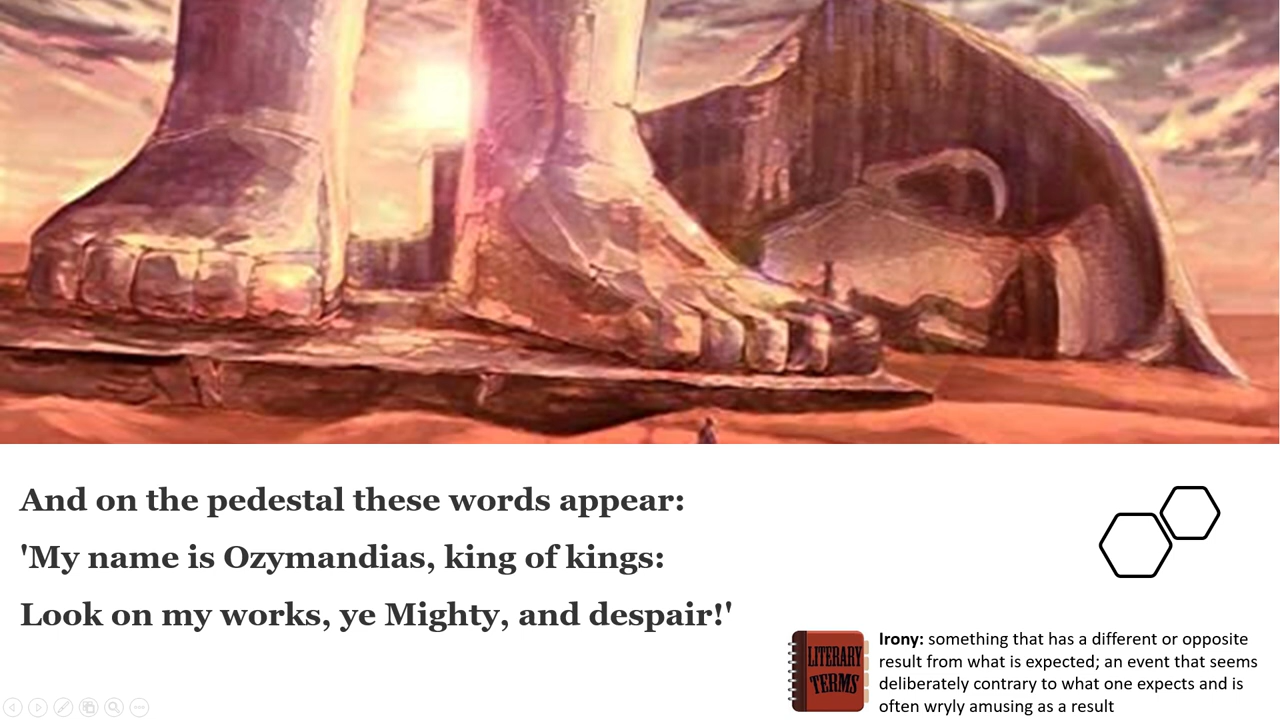 And on the pedestal these words appear:
'My name is Ozymandias, king of kings:
Look on my works, ye Mighty, and despair!'
LITERARY
TERMS
Irony: something that has a different or opposite
result from what is expected; an event that seems
deliberately contrary to what one expects and is
often wryly amusing as a result